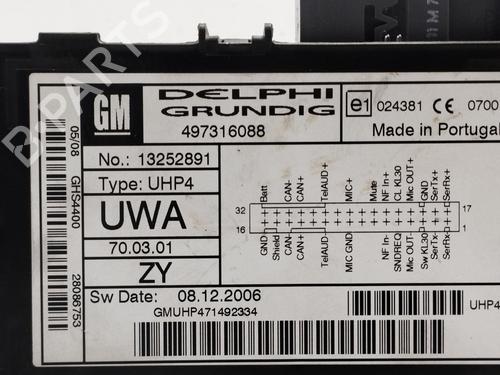 GM
DELPHI
GRUNDIG
497316088
e1 024381 CE 0700
Made in Portugal
No.: 13252891
Type: UHP4
UWA
70.03.01
ZY
Sw Date: 08.12.2006
GMUHP471492334
05/08 GHS4400 28086753
32 Batt CAN- CAN+ TelAUD+ MIC+ Mute NF In+ CL KL30 Mic OUT+ GND SerTx+ SerRx+ 17
16 GND Shield CAN- CAN+ TelAUD- MIC GND NF In- SNDREQ Mic OUT- Sw KL30 SerTx- SerRx- 1
UHP4
B-PARTS